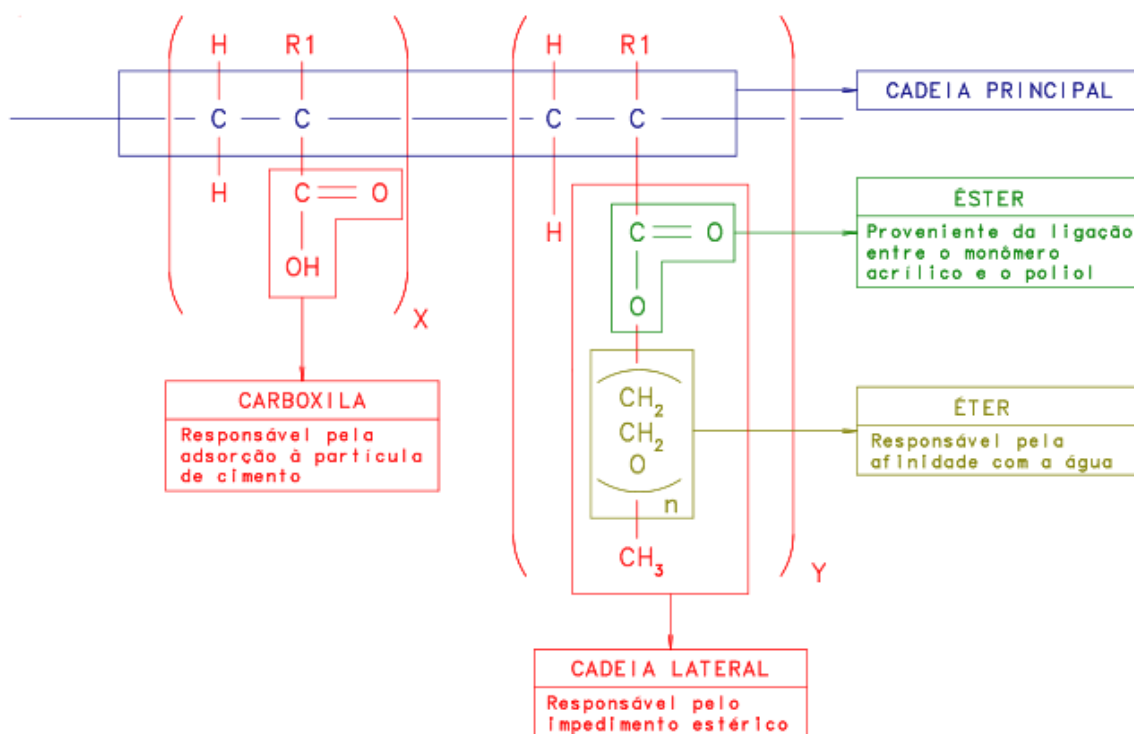 H R1 H R1
C C C C
CADEIA PRINCIPAL
H C O
OH
X
H C O
O
ÉSTER
Proveniente da ligação
entre o monômero
acrílico e o poliol
CARBOXILA
Responsável pela
adsorção à partícula
de cimento
CH2
CH2
O
n
CH3
Y
ÉTER
Responsável pela
afinidade com a água
CADEIA LATERAL
Responsável pelo
impedimento estérico